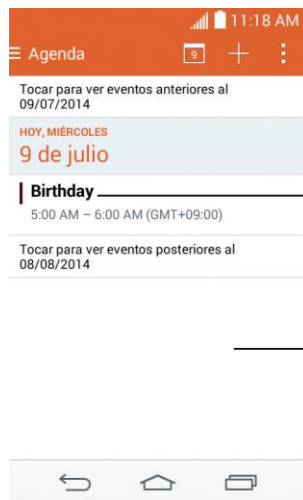 11:18 AM
Agenda
9
Tocar para ver eventos anteriores al
09/07/2014
HOY, MIÉRCOLES
9 de julio
Birthday
5:00 AM – 6:00 AM (GMT+09:00)
Tocar para ver eventos posteriores al
08/08/2014